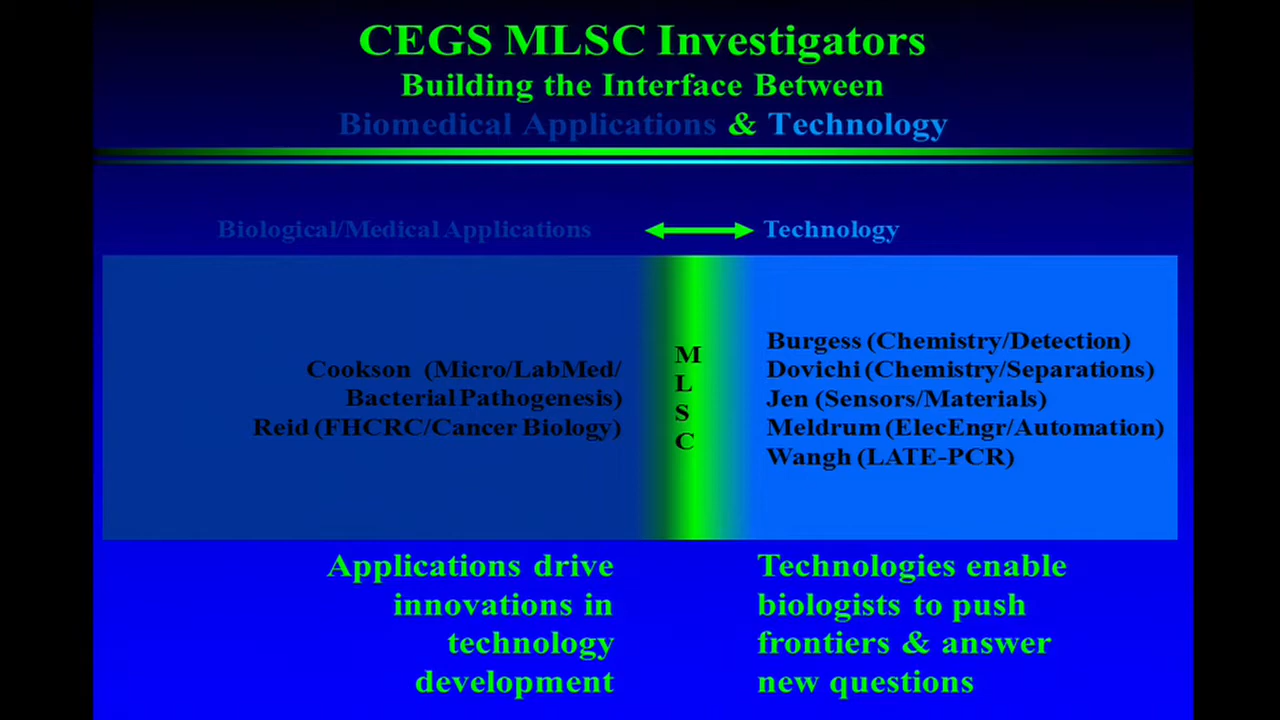 CEGS MLSC Investigators
Building the Interface Between
Biomedical Applications & Technology
Biological/Medical Applications
Technology
Cookson (Micro/LabMed/
Bacterial Pathogenesis)
Reid (FHCRC/Cancer Biology)
M
L
S
C
Burgess (Chemistry/Detection)
Dovichi (Chemistry/Separations)
Jen (Sensors/Materials)
Meldrum (ElecEngr/Automation)
Wangh (LATE-PCR)
Applications drive
innovations in
technology
development
Technologies enable
biologists to push
frontiers & answer
new questions